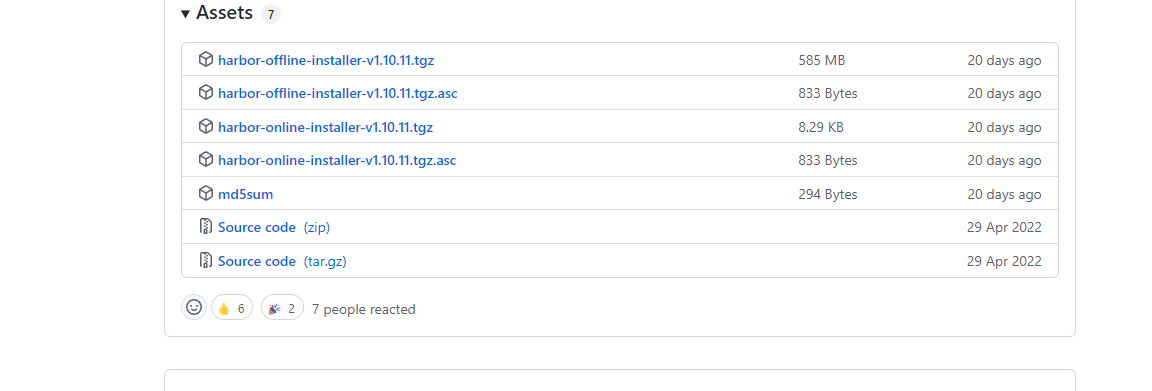 Assets 7
harbor-offline-installer-v1.10.11.tgz 585 MB 20 days ago
harbor-offline-installer-v1.10.11.tgz.asc 833 Bytes 20 days ago
harbor-online-installer-v1.10.11.tgz 8.29 KB 20 days ago
harbor-online-installer-v1.10.11.tgz.asc 833 Bytes 20 days ago
md5sum 294 Bytes 20 days ago
Source code (zip) 29 Apr 2022
Source code (tar.gz) 29 Apr 2022
👍 6 🎉 2 7 people reacted